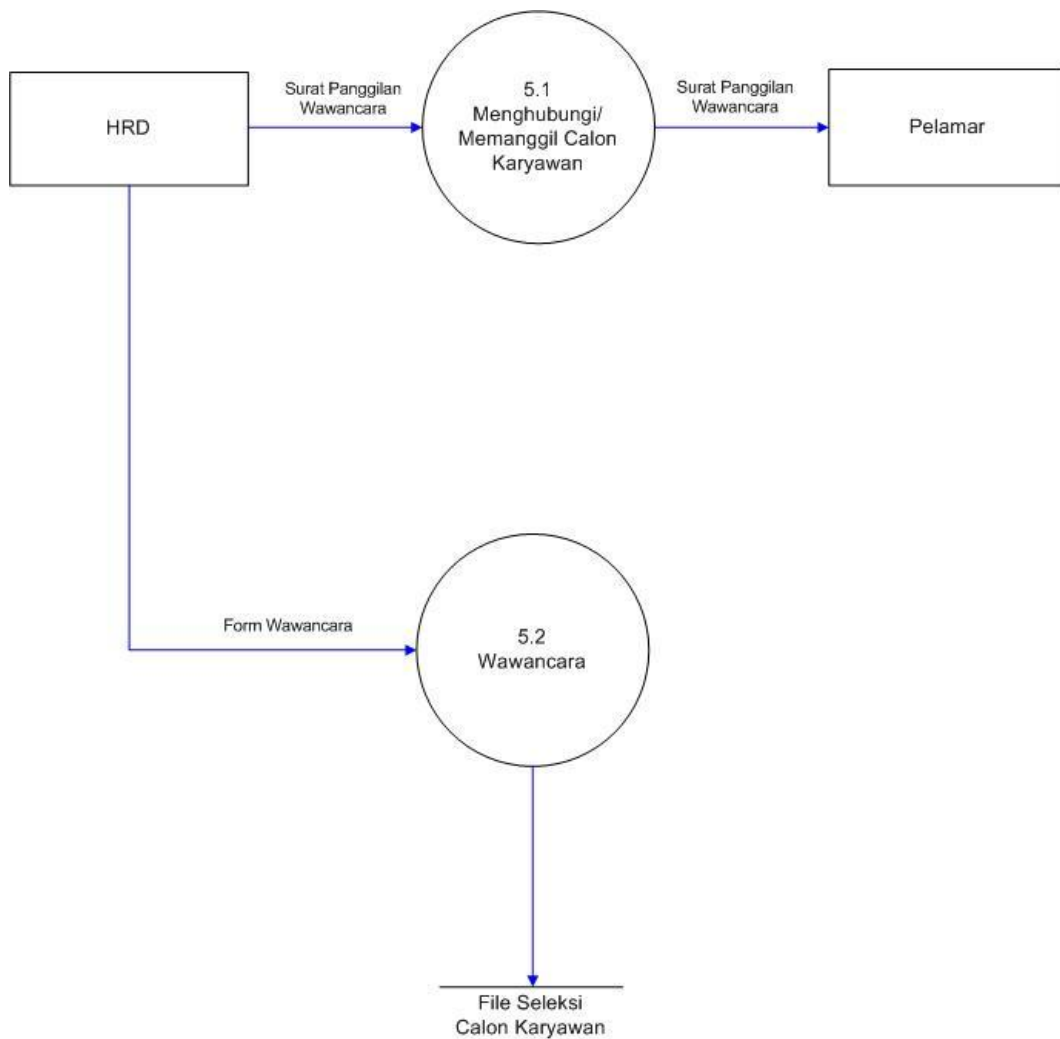 HRD
Surat Panggilan
Wawancara
5.1
Menghubungi/
Memanggil Calon
Karyawan
Surat Panggilan
Wawancara
Pelamar
Form Wawancara
5.2
Wawancara
File Seleksi
Calon Karyawan